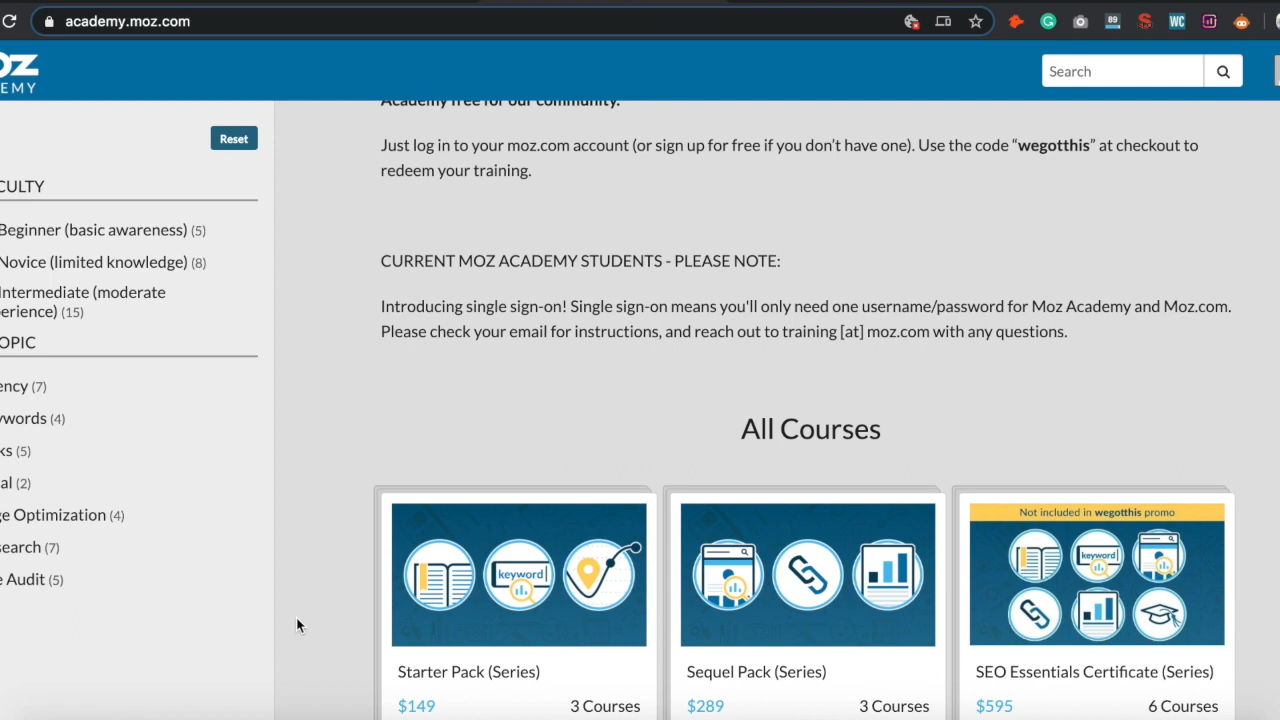 academy.moz.com
89
WC
OZ
EMY
Search
Reset
CULTY
Beginner (basic awareness) (5)
Novice (limited knowledge) (8)
Intermediate (moderate
perience) (15)
OPIC
ency (7)
ywords (4)
ks (5)
al (2)
ge Optimization (4)
search (7)
e Audit (5)
Academy free for our community.
Just log in to your moz.com account (or sign up for free if you don’t have one). Use the code “wegotthis” at checkout to
redeem your training.
CURRENT MOZ ACADEMY STUDENTS - PLEASE NOTE:
Introducing single sign-on! Single sign-on means you'll only need one username/password for Moz Academy and Moz.com.
Please check your email for instructions, and reach out to training [at] moz.com with any questions.
All Courses
keyword
Starter Pack (Series)
$149 3 Courses
Sequel Pack (Series)
$289 3 Courses
Not included in wegotthis promo
keyword
SEO Essentials Certificate (Series)
$595 6 Courses